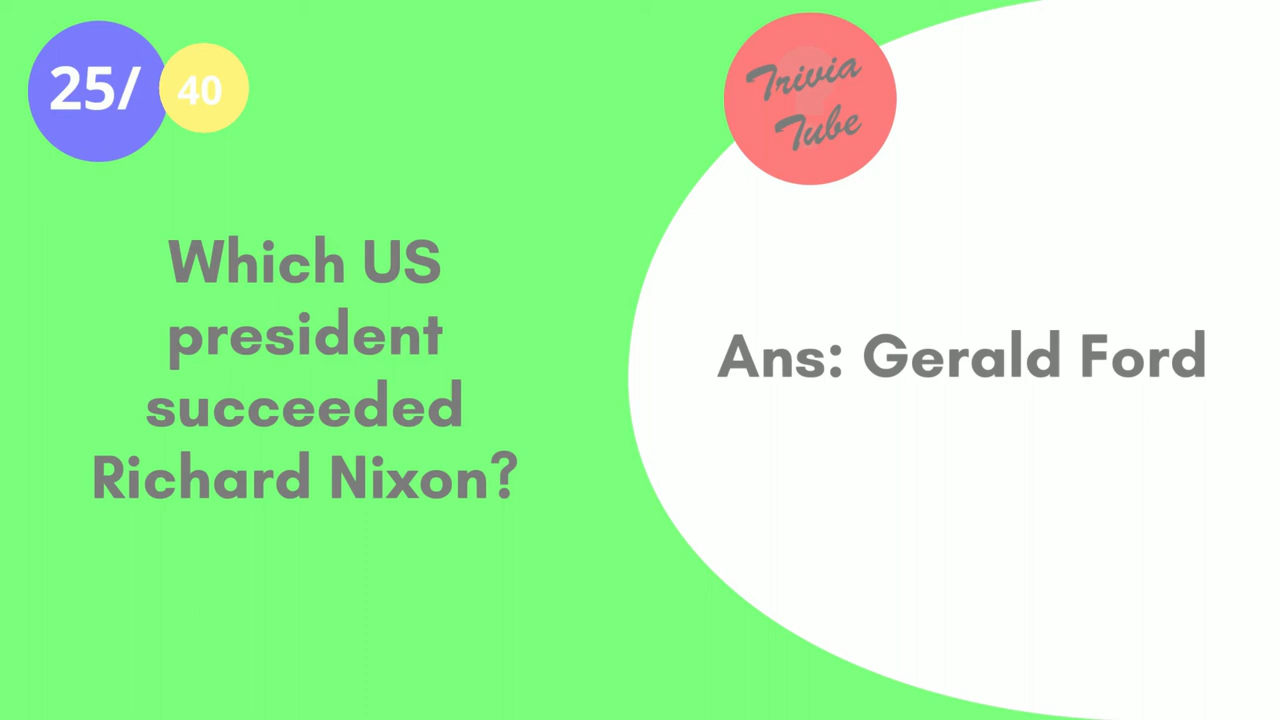 25/ 40
Trivia
Tube
Which US
president
succeeded
Richard Nixon?
Ans: Gerald Ford